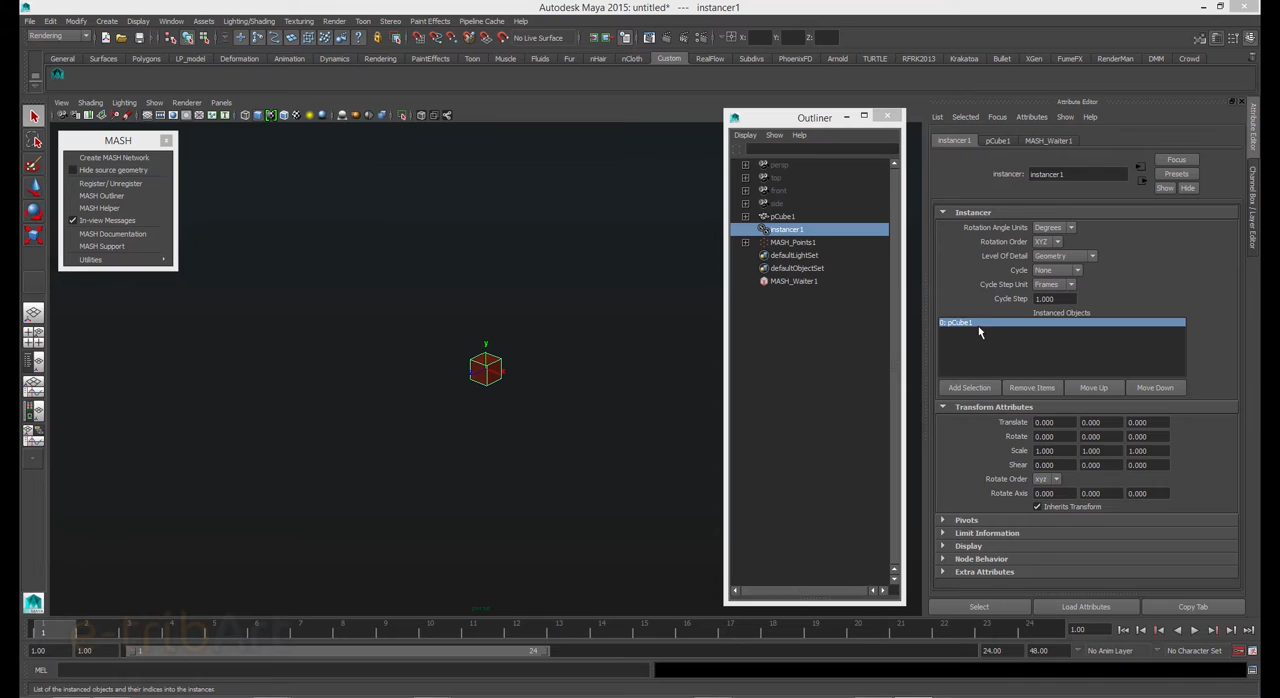 Autodesk Maya 2015: untitled* --- instancer1
File Edit Modify Create Display Window Assets Lighting/Shading Texturing Render Toon Stereo Paint Effects Pipeline Cache Help
Rendering No Live Surface X: Y: Z:
General Surfaces Polygons LP_model Deformation Animation Dynamics Rendering PaintEffects Toon Muscle Fluids Fur nHair nCloth Custom RealFlow Subdivs PhoenixFD Arnold TURTLE RFRK2013 Krakatoa Bullet XGen FumeFX RenderMan DMM Crowd
View Shading Lighting Show Renderer Panels
MASH
Create MASH Network
Hide source geometry
Register/ Unregister
MASH Outliner
MASH Helper
In-view Messages
MASH Documentation
MASH Support
Utilities
y
x
persp
Outliner
Display Show Help
persp
top
front
side
pCube1
instancer1
MASH_Points1
defaultLightSet
defaultObjectSet
MASH_Waiter1
Attribute Editor
List Selected Focus Attributes Show Help
instancer1 pCube1 MASH_Waiter1
Focus
instancer: instancer1 Presets
Show Hide
Instancer
Rotation Angle Units Degrees
Rotation Order XYZ
Level Of Detail Geometry
Cycle None
Cycle Step Unit Frames
Cycle Step 1.000
Instanced Objects
0: pCube1
Add Selection Remove Items Move Up Move Down
Transform Attributes
Translate 0.000 0.000 0.000
Rotate 0.000 0.000 0.000
Scale 1.000 1.000 1.000
Shear 0.000 0.000 0.000
Rotate Order xyz
Rotate Axis 0.000 0.000 0.000
Inherits Transform
Pivots
Limit Information
Display
Node Behavior
Extra Attributes
Select Load Attributes Copy Tab
Attribute Editor
Channel Box / Layer Editor
1 2 3 4 5 6 7 8 9 10 11 12 13 14 15 16 17 18 19 20 21 22 23 24
1 1.00
e-tribArt
1.00 1.00 1 24 24.00 48.00 No Anim Layer No Character Set
MEL
List of the instanced objects and their indices into the instances.